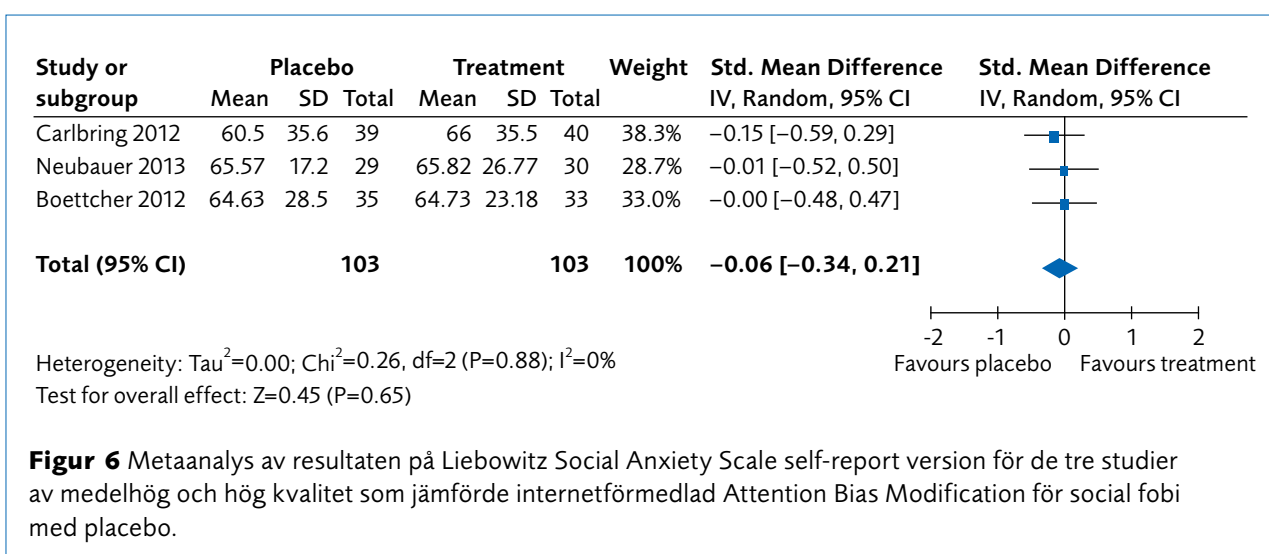 Study or Placebo Treatment Weight Std. Mean Difference Std. Mean Difference
subgroup Mean SD Total Mean SD Total IV, Random, 95% CI IV, Random, 95% CI
Carlbring 2012 60.5 35.6 39 66 35.5 40 38.3% −0.15 [−0.59, 0.29]
Neubauer 2013 65.57 17.2 29 65.82 26.77 30 28.7% −0.01 [−0.52, 0.50]
Boettcher 2012 64.63 28.5 35 64.73 23.18 33 33.0% −0.00 [−0.48, 0.47]
Total (95% CI) 103 103 100% −0.06 [−0.34, 0.21]
-2 -1 0 1 2
Favours placebo Favours treatment
Heterogeneity: Tau²=0.00; Chi²=0.26, df=2 (P=0.88); I²=0%
Test for overall effect: Z=0.45 (P=0.65)
Figur 6 Metaanalys av resultaten på Liebowitz Social Anxiety Scale self-report version för de tre studier
av medelhög och hög kvalitet som jämförde internetförmedlad Attention Bias Modification för social fobi
med placebo.